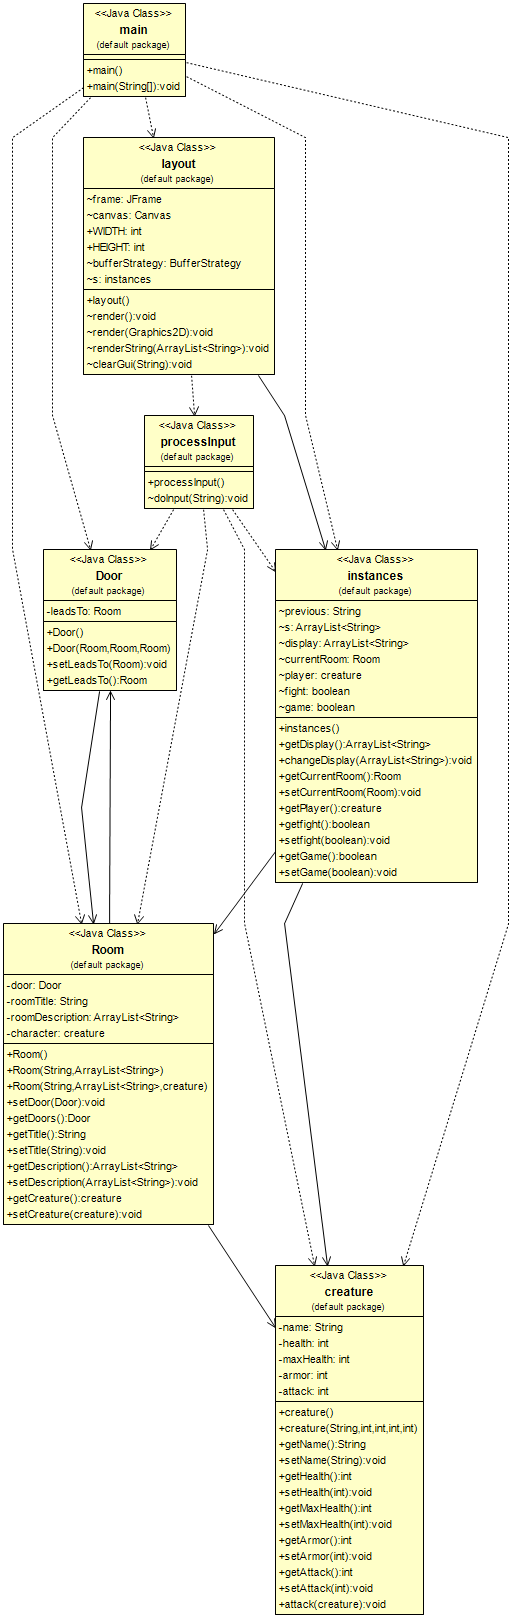 <<Java Class>>
main
(default package)
+main()
+main(String[]):void
<<Java Class>>
layout
(default package)
~frame: JFrame
~canvas: Canvas
+WIDTH: int
+HEIGHT: int
~bufferStrategy: BufferStrategy
~s: instances
+layout()
~render():void
~render(Graphics2D):void
~renderString(ArrayList<String>):void
~clearGui(String):void
<<Java Class>>
processInput
(default package)
+processInput()
~doInput(String):void
<<Java Class>>
Door
(default package)
-leadsTo: Room
+Door()
+Door(Room,Room,Room)
+setLeadsTo(Room):void
+getLeadsTo():Room
<<Java Class>>
instances
(default package)
~previous: String
~s: ArrayList<String>
~display: ArrayList<String>
~currentRoom: Room
~player: creature
~fight: boolean
~game: boolean
+instances()
+getDisplay():ArrayList<String>
+changeDisplay(ArrayList<String>):void
+getCurrentRoom():Room
+setCurrentRoom(Room):void
+getPlayer():creature
+getfight():boolean
+setfight(boolean):void
+getGame():boolean
+setGame(boolean):void
<<Java Class>>
Room
(default package)
-door: Door
-roomTitle: String
-roomDescription: ArrayList<String>
-character: creature
+Room()
+Room(String,ArrayList<String>)
+Room(String,ArrayList<String>,creature)
+setDoor(Door):void
+getDoors():Door
+getTitle():String
+setTitle(String):void
+getDescription():ArrayList<String>
+setDescription(ArrayList<String>):void
+getCreature():creature
+setCreature(creature):void
<<Java Class>>
creature
(default package)
-name: String
-health: int
-maxHealth: int
-armor: int
-attack: int
+creature()
+creature(String,int,int,int,int)
+getName():String
+setName(String):void
+getHealth():int
+setHealth(int):void
+getMaxHealth():int
+setMaxHealth(int):void
+getArmor():int
+setArmor(int):void
+getAttack():int
+setAttack(int):void
+attack(creature):void